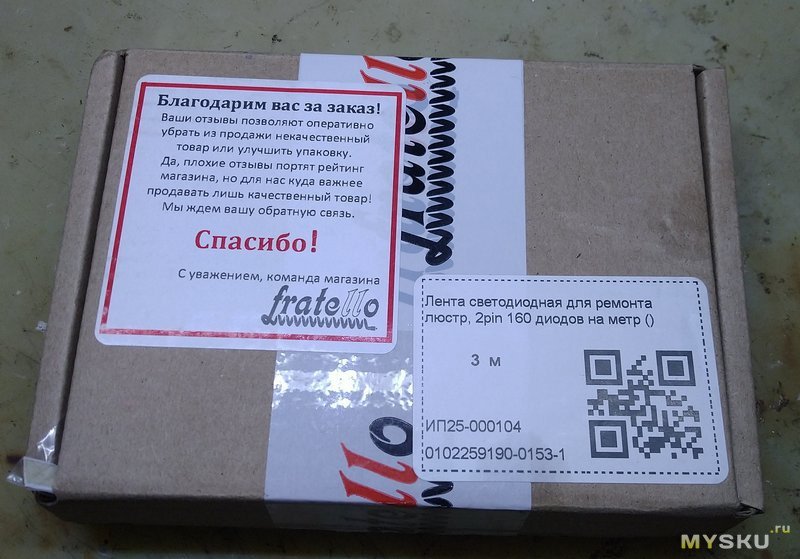 Благодарим вас за заказ!
Ваши отзывы позволяют оперативно
убрать из продажи некачественный
товар или улучшить упаковку.
Да, плохие отзывы портят рейтинг
магазина, но для нас куда важнее
продавать лишь качественный товар!
Мы ждем вашу обратную связь.
Спасибо!
С уважением, команда магазина
fratello
Лента светодиодная для ремонта
люстр, 2pin 160 диодов на метр ()
3 м
ИП25-000104
0102259190-0153-1
MYSKU.ru